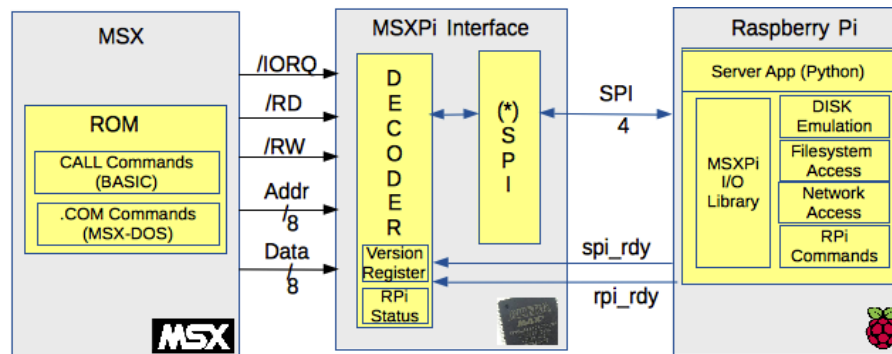 MSX
MSXPi Interface
Raspberry Pi
/IORQ
/RD
/RW
Addr
8
Data
8
ROM
CALL Commands
(BASIC)
.COM Commands
(MSX-DOS)
MSX
DECODER
Version
Register
RPi
Status
(*)
SPI
SPI
4
spi_rdy
rpi_rdy
Server App (Python)
MSXPi
I/O
Library
DISK
Emulation
Filesystem
Access
Network
Access
RPi
Commands